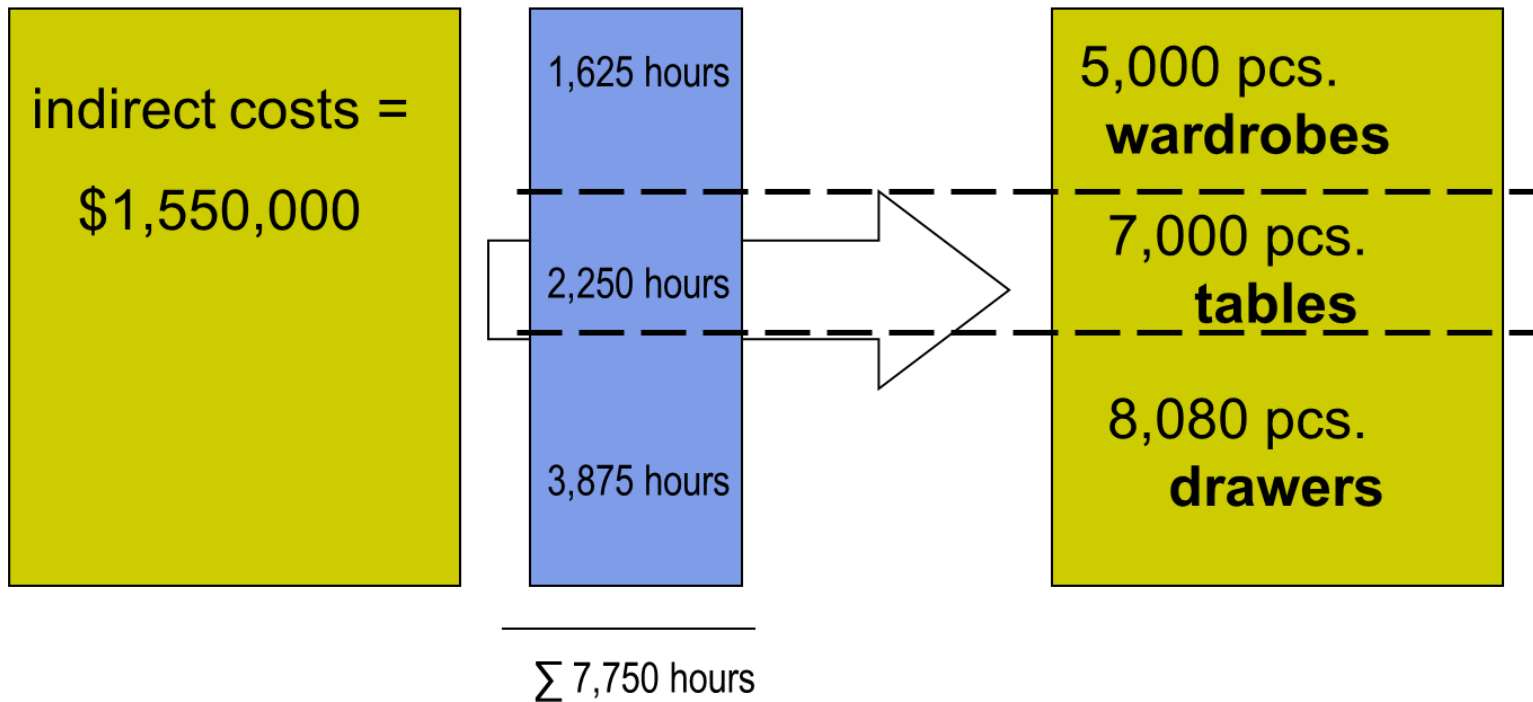 indirect costs =
$1,550,000
1,625 hours
2,250 hours
3,875 hours
∑ 7,750 hours
5,000 pcs.
wardrobes
7,000 pcs.
tables
8,080 pcs.
drawers